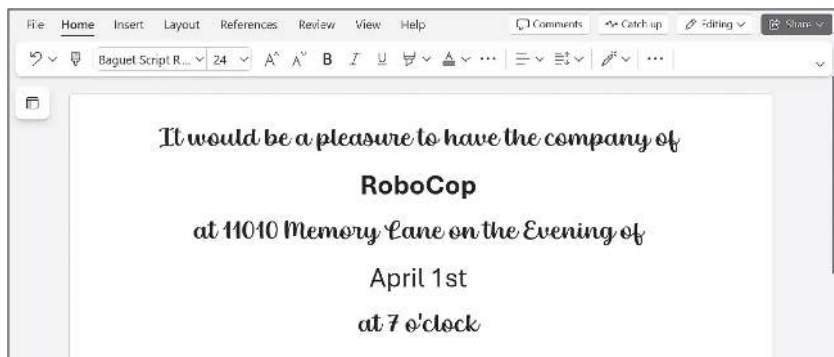 File Home Insert Layout References Review View Help Comments Catch up Editing Share
Baguet Script R... 24 A A B I U A ...  ...
It would be a pleasure to have the company of
RoboCop
at 11010 Memory Lane on the Evening of
April 1st
at 7 o'clock